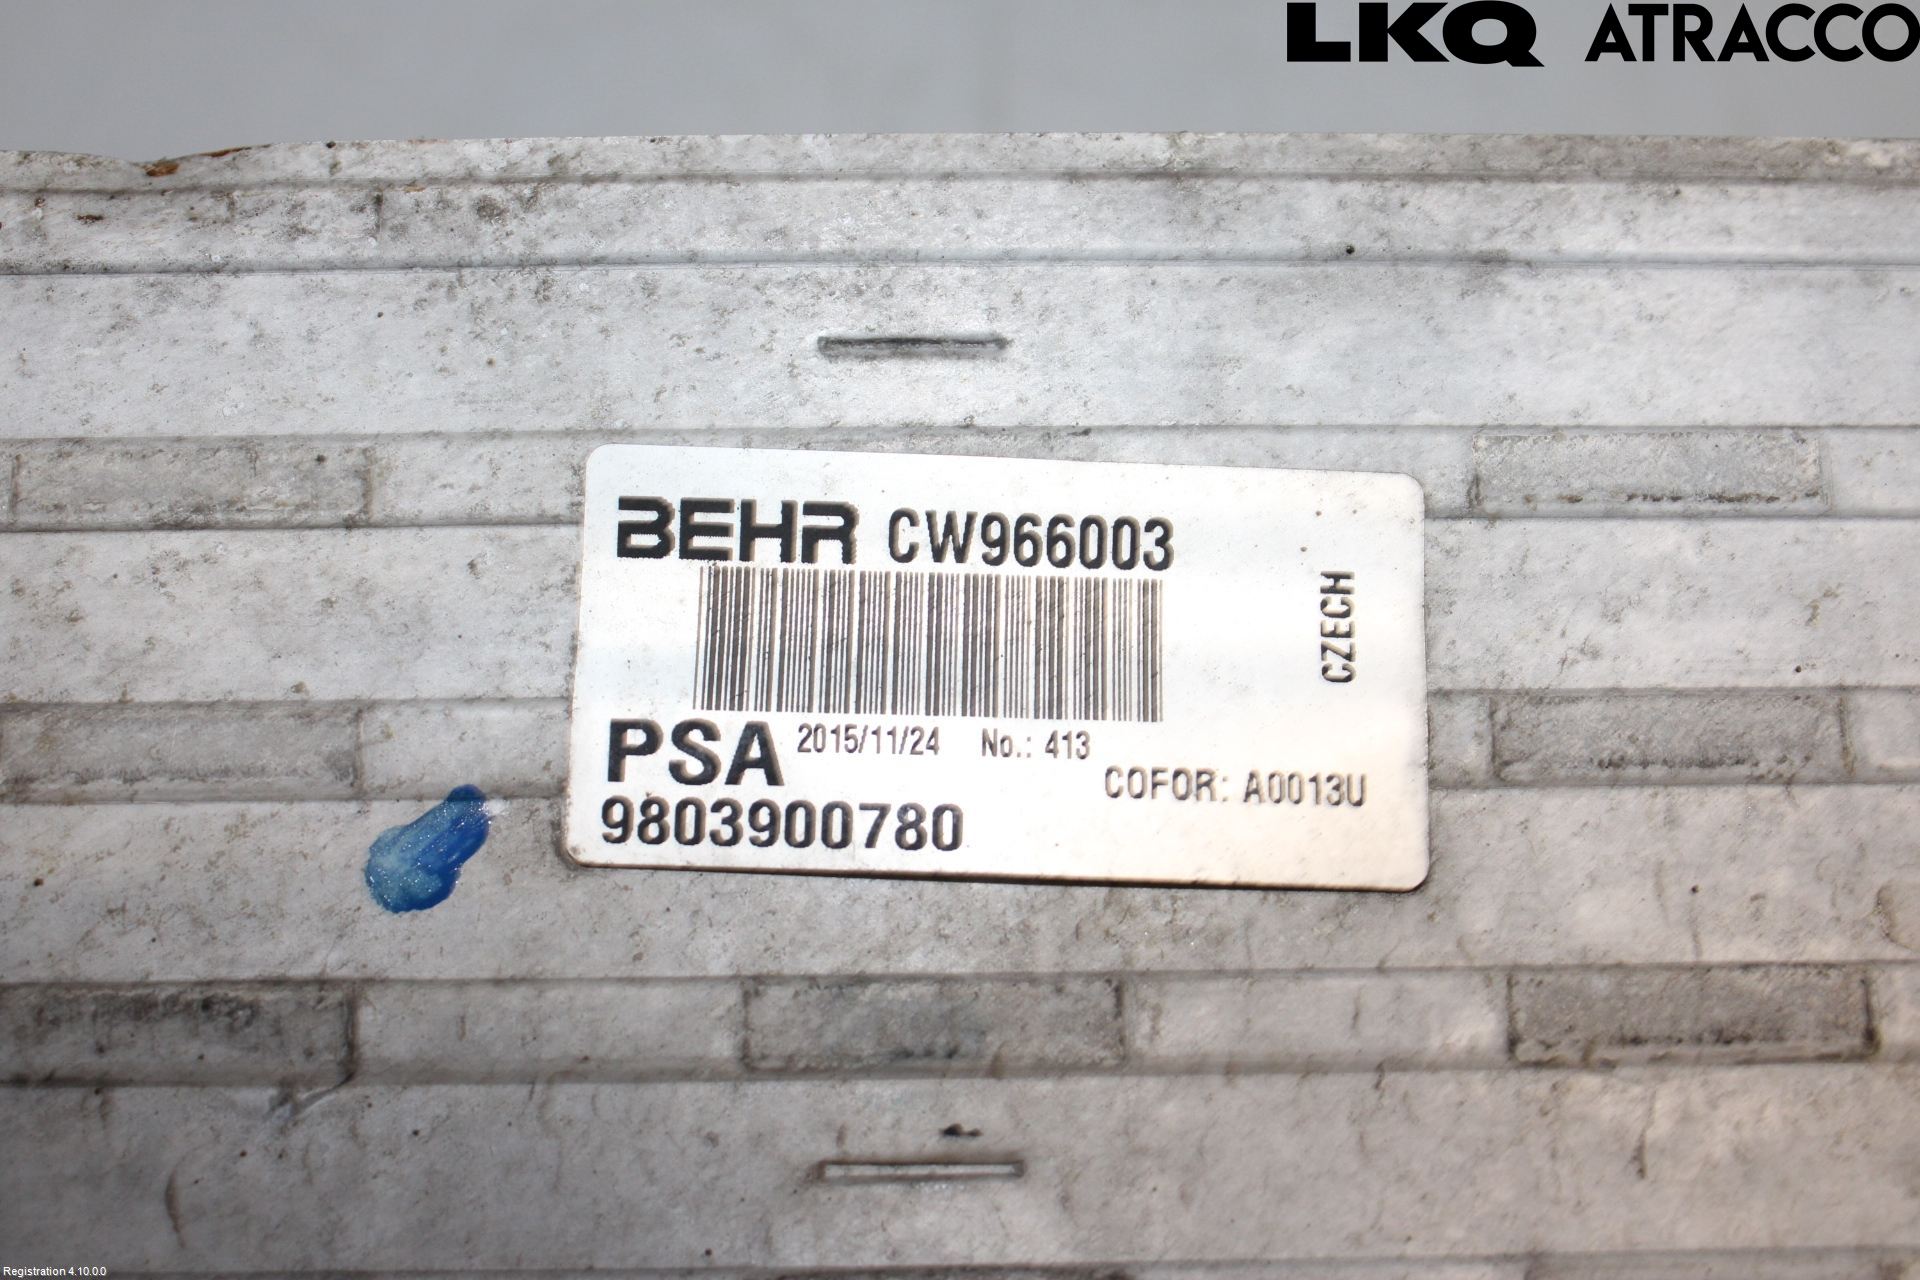 LKQ ATRACCO
BEHR CW966003
CZECH
PSA 2015/11/24 No.: 413
COFOR: A0013U
9803900780
Registration 4.10.0.0